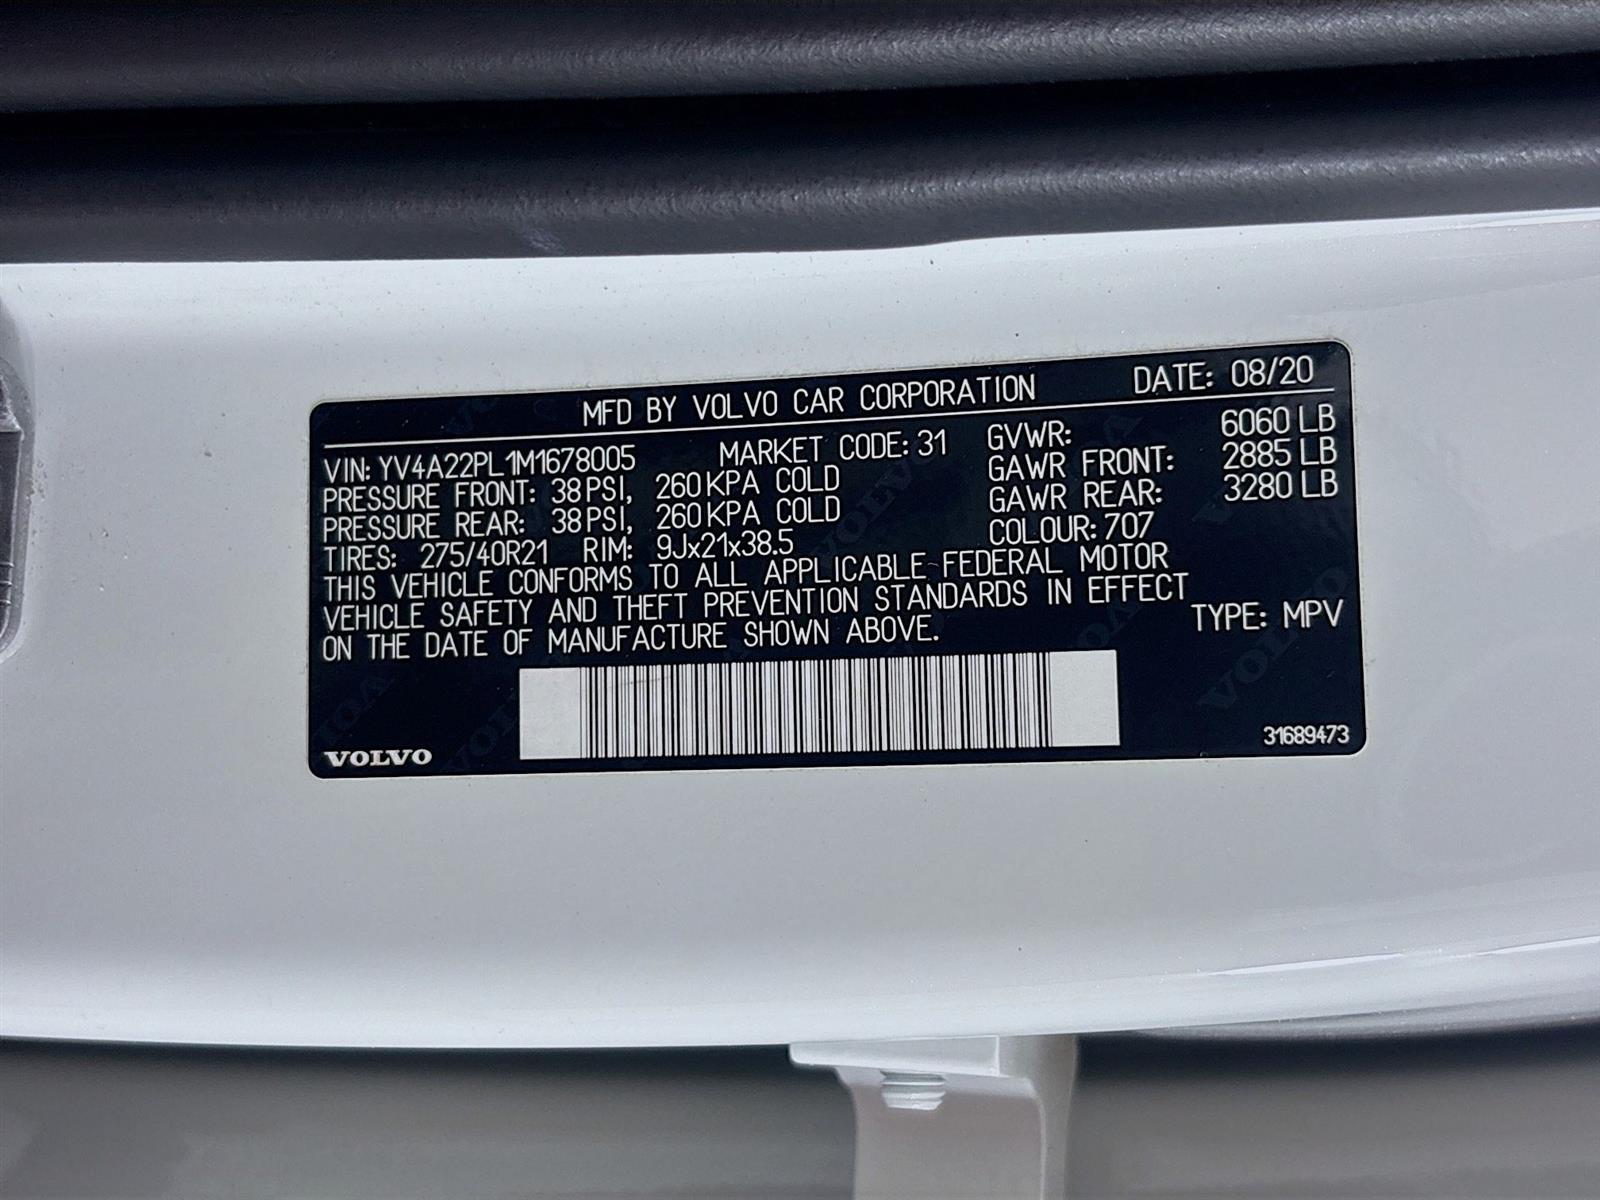 MFD BY VOLVO CAR CORPORATION DATE: 08/20
VIN: YV4A22PL1M1678005 MARKET CODE: 31 GVWR: 6060 LB
PRESSURE FRONT: 38 PSI, 260 KPA COLD GAWR FRONT: 2885 LB
PRESSURE REAR: 38 PSI, 260 KPA COLD GAWR REAR: 3280 LB
TIRES: 275/40R21 RIM: 9Jx21x38.5 COLOUR: 707
THIS VEHICLE CONFORMS TO ALL APPLICABLE FEDERAL MOTOR
VEHICLE SAFETY AND THEFT PREVENTION STANDARDS IN EFFECT
ON THE DATE OF MANUFACTURE SHOWN ABOVE. TYPE: MPV
VOLVO 31689473